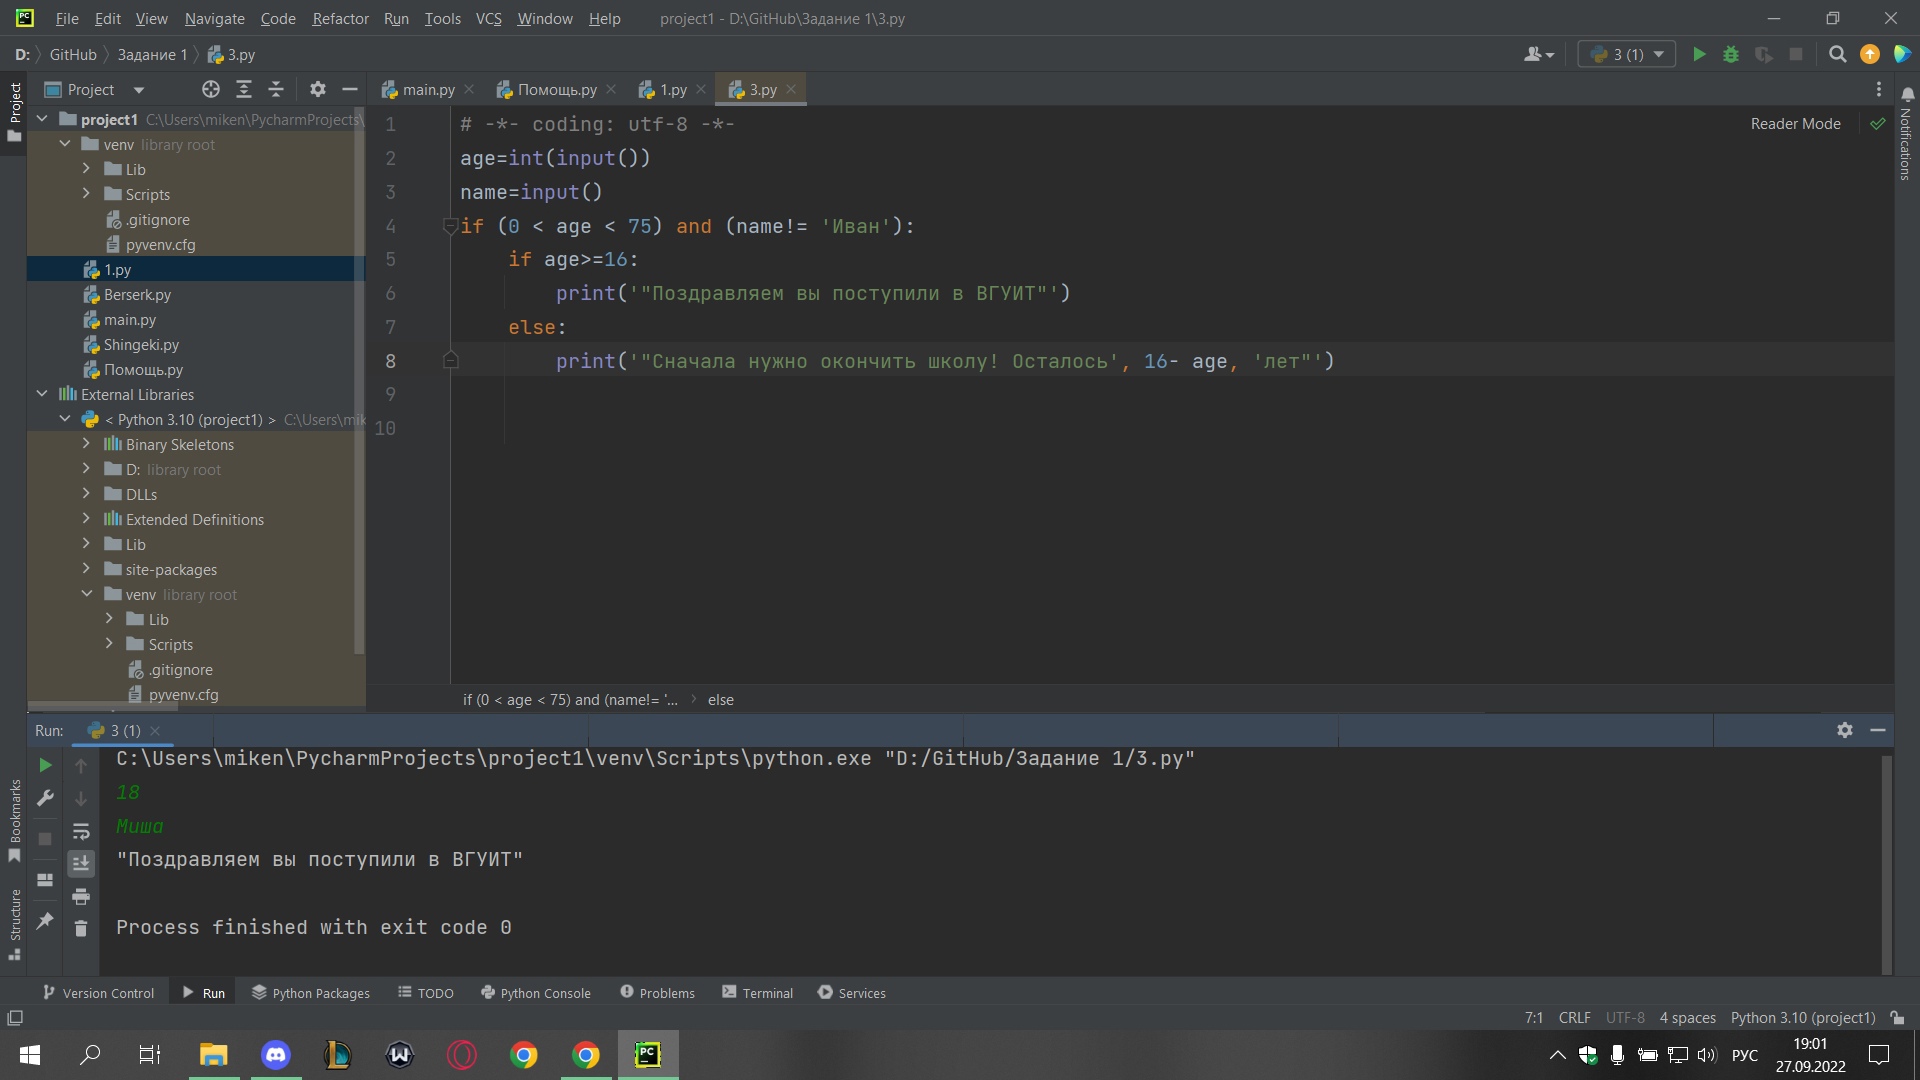 File Edit View Navigate Code Refactor Run Tools VCS Window Help project1 - D:\GitHub\Задание 1\3.py
D: GitHub Задание 1 3.py
3 (1)
Project
main.py Помощь.py 1.py 3.py
Project
project1 C:\Users\miken\PycharmProjects\
venv library root
Lib
Scripts
.gitignore
pyvenv.cfg
1.py
Berserk.py
main.py
Shingeki.py
Помощь.py
External Libraries
< Python 3.10 (project1) > C:\Users\mik
Binary Skeletons
D: library root
DLLs
Extended Definitions
Lib
site-packages
venv library root
Lib
Scripts
.gitignore
pyvenv.cfg
1 # -*- coding: utf-8 -*-
2 age=int(input())
3 name=input()
4 if (0 < age < 75) and (name!= 'Иван'):
5 if age>=16:
6 print('"Поздравляем вы поступили в ВГУИТ"')
7 else:
8 print('"Сначала нужно окончить школу! Осталось', 16- age, 'лет"')
9
10
Reader Mode
Notifications
if (0 < age < 75) and (name!= '... else
Run: 3 (1)
C:\Users\miken\PycharmProjects\project1\venv\Scripts\python.exe "D:/GitHub/Задание 1/3.py"
18
Миша
"Поздравляем вы поступили в ВГУИТ"
Process finished with exit code 0
Bookmarks
Structure
Version Control Run Python Packages TODO Python Console Problems Terminal Services
7:1 CRLF UTF-8 4 spaces Python 3.10 (project1)
PC
РУС
19:01
27.09.2022